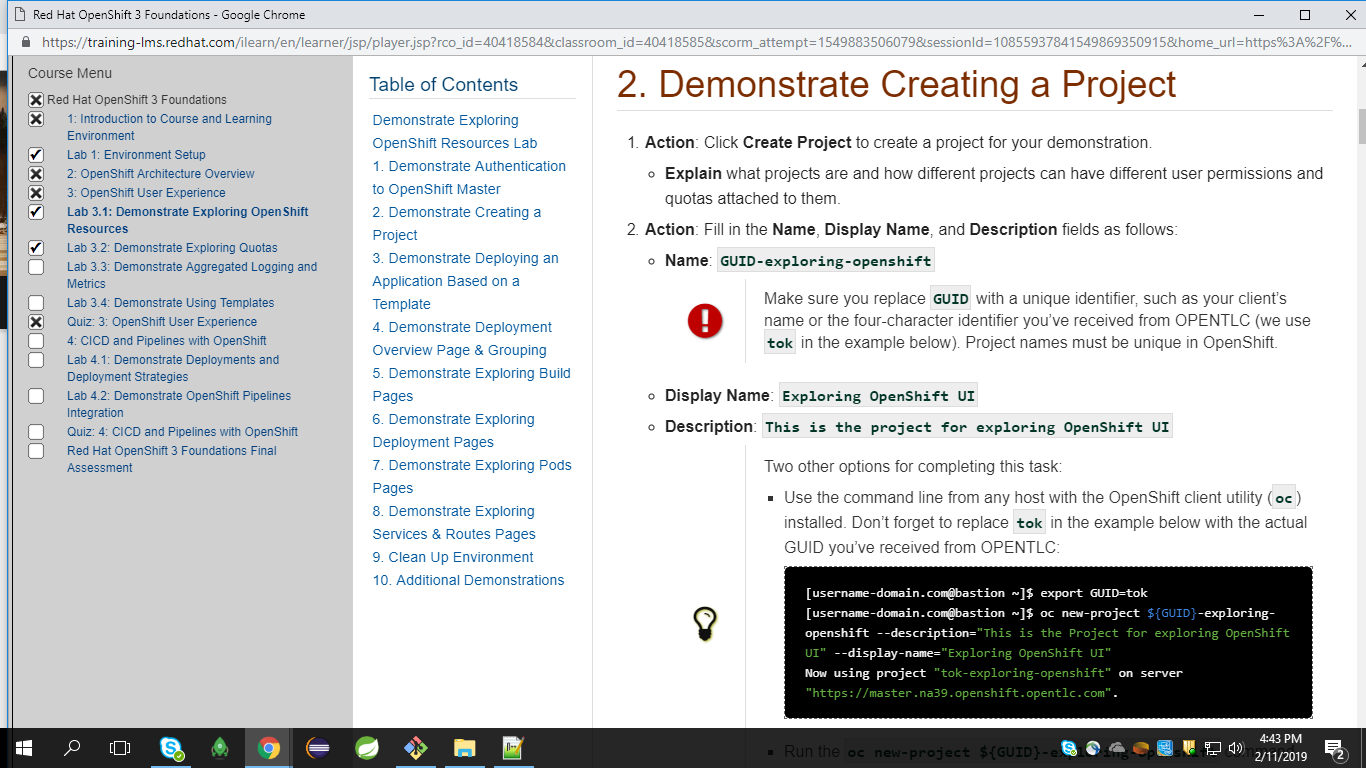 Red Hat OpenShift 3 Foundations - Google Chrome
https://training-lms.redhat.com/ilearn/en/learner/jsp/player.jsp?rco_id=40418584&classroom_id=40418585&scorm_attempt=1549883506079&sessionId=10855937841549869350915&home_url=https%3A%2F%...
Course Menu
Red Hat OpenShift 3 Foundations
1: Introduction to Course and Learning
Environment
Lab 1: Environment Setup
2: OpenShift Architecture Overview
3: OpenShift User Experience
Lab 3.1: Demonstrate Exploring OpenShift
Resources
Lab 3.2: Demonstrate Exploring Quotas
Lab 3.3: Demonstrate Aggregated Logging and
Metrics
Lab 3.4: Demonstrate Using Templates
Quiz: 3: OpenShift User Experience
4: CICD and Pipelines with OpenShift
Lab 4.1: Demonstrate Deployments and
Deployment Strategies
Lab 4.2: Demonstrate OpenShift Pipelines
Integration
Quiz: 4: CICD and Pipelines with OpenShift
Red Hat OpenShift 3 Foundations Final
Assessment
Table of Contents
Demonstrate Exploring
OpenShift Resources Lab
1. Demonstrate Authentication
to OpenShift Master
2. Demonstrate Creating a
Project
3. Demonstrate Deploying an
Application Based on a
Template
4. Demonstrate Deployment
Overview Page & Grouping
5. Demonstrate Exploring Build
Pages
6. Demonstrate Exploring
Deployment Pages
7. Demonstrate Exploring Pods
Pages
8. Demonstrate Exploring
Services & Routes Pages
9. Clean Up Environment
10. Additional Demonstrations
2. Demonstrate Creating a Project
1. Action: Click Create Project to create a project for your demonstration.
Explain what projects are and how different projects can have different user permissions and
quotas attached to them.
2. Action: Fill in the Name, Display Name, and Description fields as follows:
Name: GUID-exploring-openshift
Make sure you replace GUID with a unique identifier, such as your client's
name or the four-character identifier you've received from OPENTLC (we use
tok in the example below). Project names must be unique in OpenShift.
Display Name: Exploring OpenShift UI
Description: This is the project for exploring OpenShift UI
Two other options for completing this task:
Use the command line from any host with the OpenShift client utility (oc)
installed. Don't forget to replace tok in the example below with the actual
GUID you've received from OPENTLC:
[username-domain.com@bastion ~]$ export GUID=tok
[username-domain.com@bastion ~]$ oc new-project ${GUID}-exploring-
openshift --description="This is the Project for exploring OpenShift
UI" --display-name="Exploring OpenShift UI"
Now using project "tok-exploring-openshift" on server
"https://master.na39.openshift.opentlc.com".
Run the oc new-project ${GUID}-
4:43 PM
2/11/2019
2